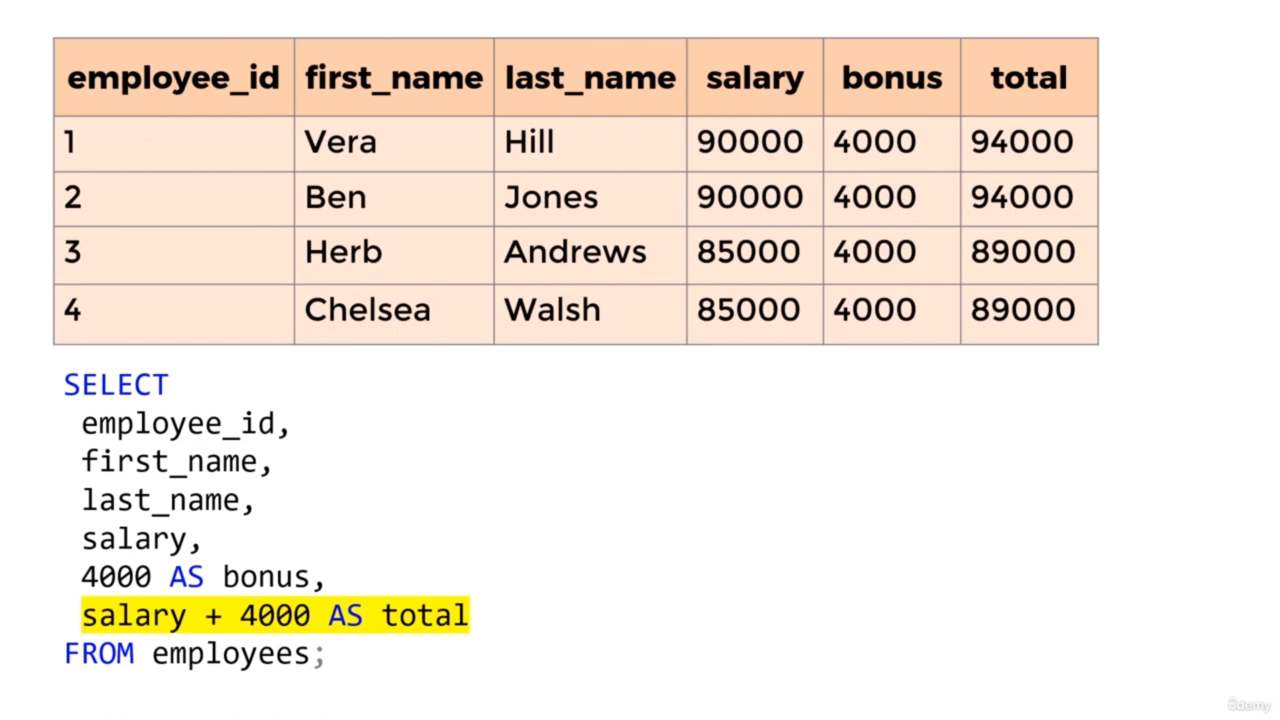 employee_id first_name last_name salary bonus total
1 Vera Hill 90000 4000 94000
2 Ben Jones 90000 4000 94000
3 Herb Andrews 85000 4000 89000
4 Chelsea Walsh 85000 4000 89000
SELECT
employee_id,
first_name,
last_name,
salary,
4000 AS bonus,
salary + 4000 AS total
FROM employees;
ûdemy